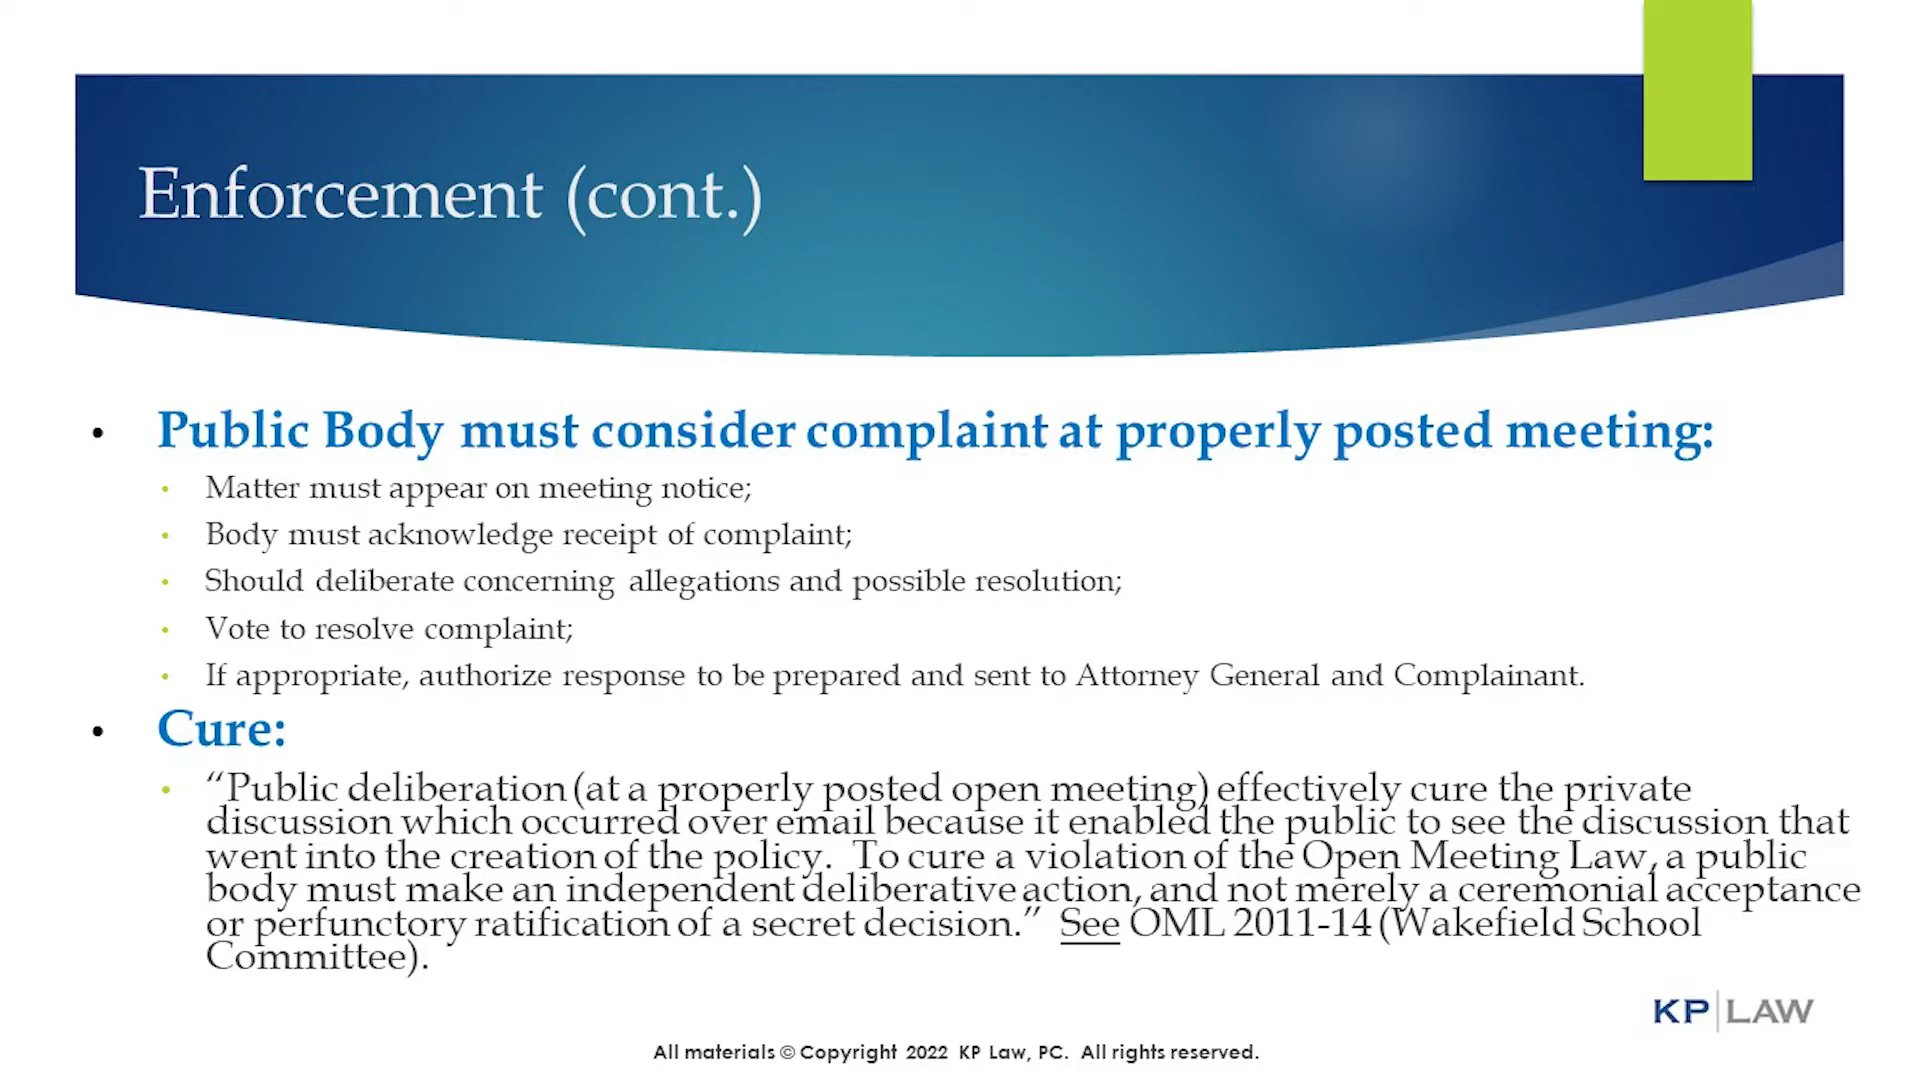 Enforcement (cont.)
• Public Body must consider complaint at properly posted meeting:
• Matter must appear on meeting notice;
• Body must acknowledge receipt of complaint;
• Should deliberate concerning allegations and possible resolution;
• Vote to resolve complaint;
• If appropriate, authorize response to be prepared and sent to Attorney General and Complainant.
• Cure:
• “Public deliberation (at a properly posted open meeting) effectively cure the private
discussion which occurred over email because it enabled the public to see the discussion that
went into the creation of the policy.  To cure a violation of the Open Meeting Law, a public
body must make an independent deliberative action, and not merely a ceremonial acceptance
or perfunctory ratification of a secret decision.”  See OML 2011-14 (Wakefield School
Committee).
KP | LAW
All materials © Copyright 2022 KP Law, PC. All rights reserved.